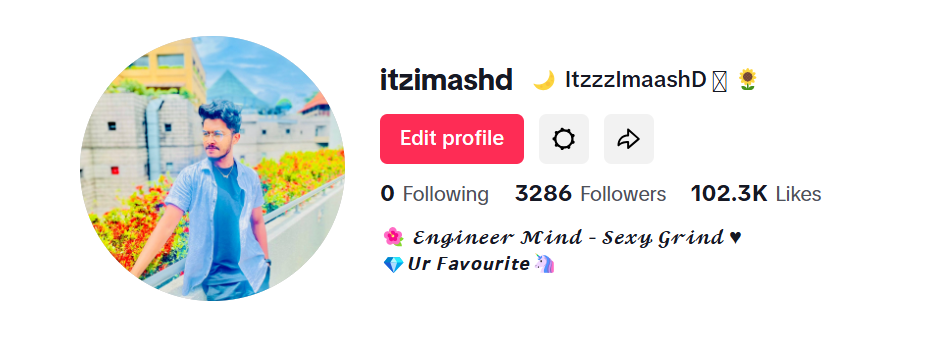 itzimashd 🌙 ItzzzImaashD 🌻
Edit profile
0 Following 3286 Followers 102.3K Likes
🌺 𝓔𝓷𝓰𝓲𝓷𝓮𝓮𝓻 𝓜𝓲𝓷𝓭 - 𝓢𝓮𝔁𝔂 𝓖𝓻𝓲𝓷𝓭 ♥
💎𝙐𝙧 𝙁𝙖𝙫𝙤𝙪𝙧𝙞𝙩𝙚🦄